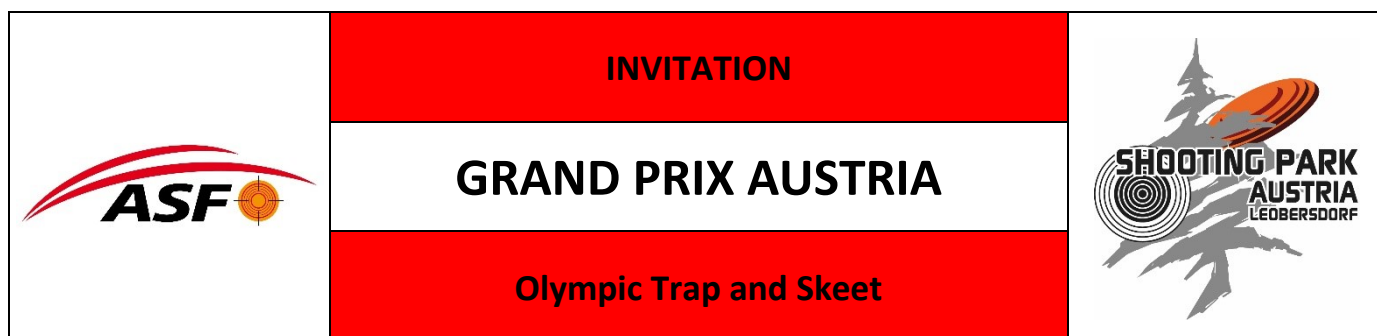 INVITATION
GRAND PRIX AUSTRIA
Olympic Trap and Skeet
ASF
SHOOTING PARK
AUSTRIA
LEOBERSDORF